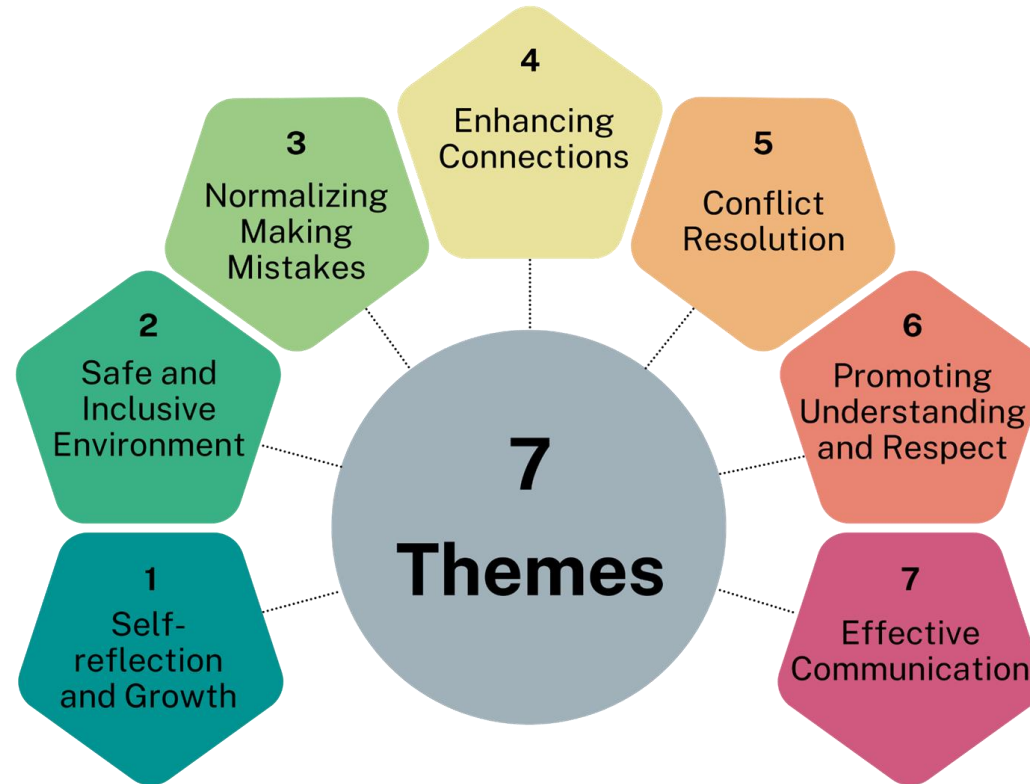 1
Self-
reflection
and Growth
2
Safe and
Inclusive
Environment
3
Normalizing
Making
Mistakes
4
Enhancing
Connections
5
Conflict
Resolution
6
Promoting
Understanding
and Respect
7
Effective
Communication
7
Themes